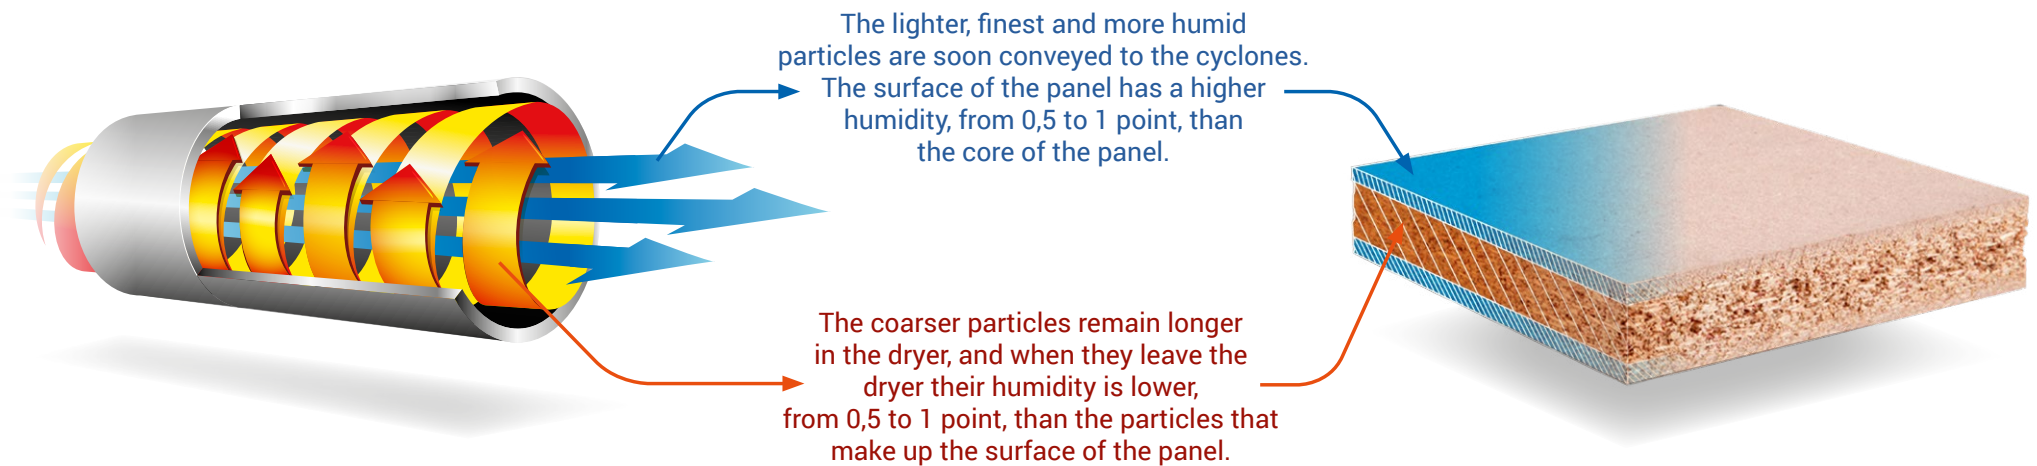 The lighter, finest and more humid
particles are soon conveyed to the cyclones.
The surface of the panel has a higher
humidity, from 0,5 to 1 point, than
the core of the panel.
The coarser particles remain longer
in the dryer, and when they leave the
dryer their humidity is lower,
from 0,5 to 1 point, than the particles that
make up the surface of the panel.